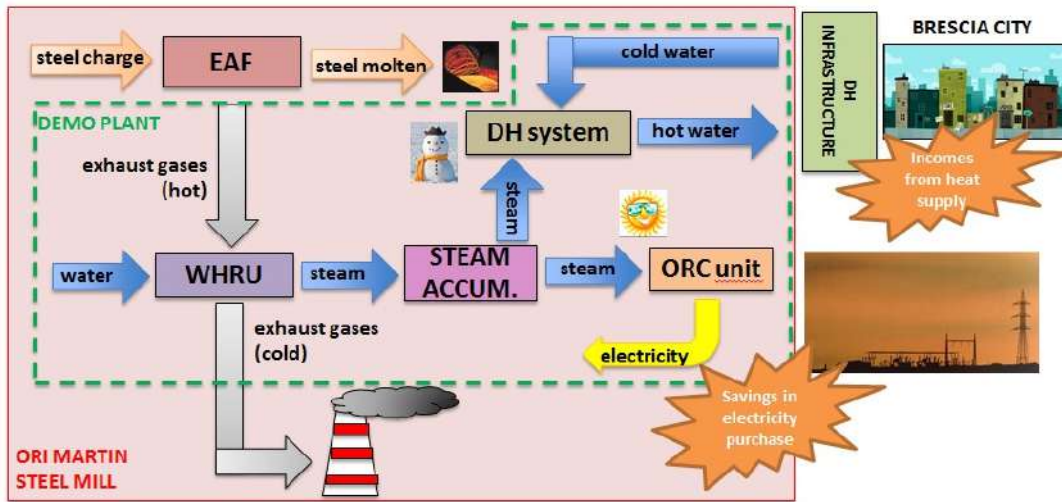 steel charge
EAF
steel molten
cold water
DH
INFRASTRUCTURE
BRESCIA CITY
DEMO PLANT
DH system
hot water
exhaust gases
(hot)
steam
Incomes
from heat
supply
water
WHRU
steam
STEAM
ACCUM.
steam
ORC unit
exhaust gases
(cold)
electricity
Savings in
electricity
purchase
ORI MARTIN
STEEL MILL